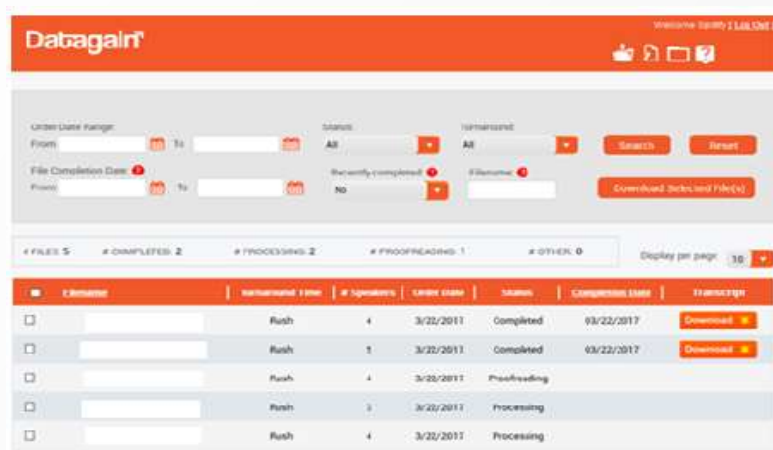 Welcome Spotify | Log Out
Datagain
Order Date Range:
Status:
Turnaround:
From To All All Search Reset
File Completion Date:
Recently completed
Filename:
From To No Download Selected File(s)
# FILES: 5 # COMPLETED: 2 # PROCESSING: 2 # PROOFREADING: 1 # OTHER: 0 Display per page 10
Filename Turnaround Time # Speakers Order Date Status Completion Date Transcript
Rush 4 3/22/2017 Completed 03/22/2017 Download
Rush 3/22/2017 Completed 03/22/2017 Download
Rush 4 3/22/2017 Proofreading
Rush 3/22/2017 Processing
Rush 4 3/22/2017 Processing